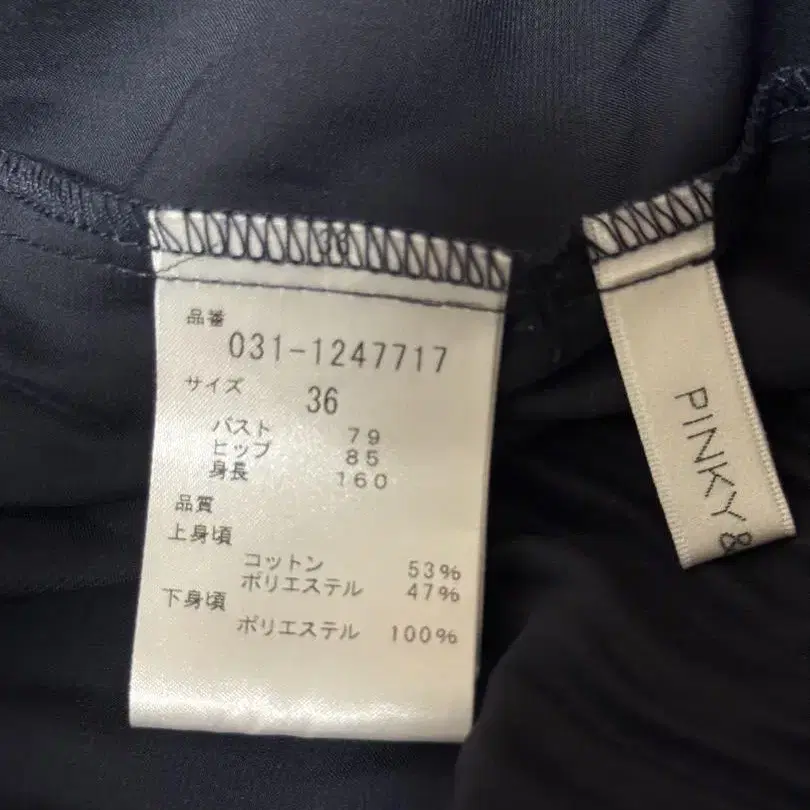 36
品番
031-1247717
サイズ
36
バスト 79
ヒップ 85
身長 160
品質
上身頃
コットン 53%
ポリエステル 47%
下身頃
ポリエステル 100%
PINKY&